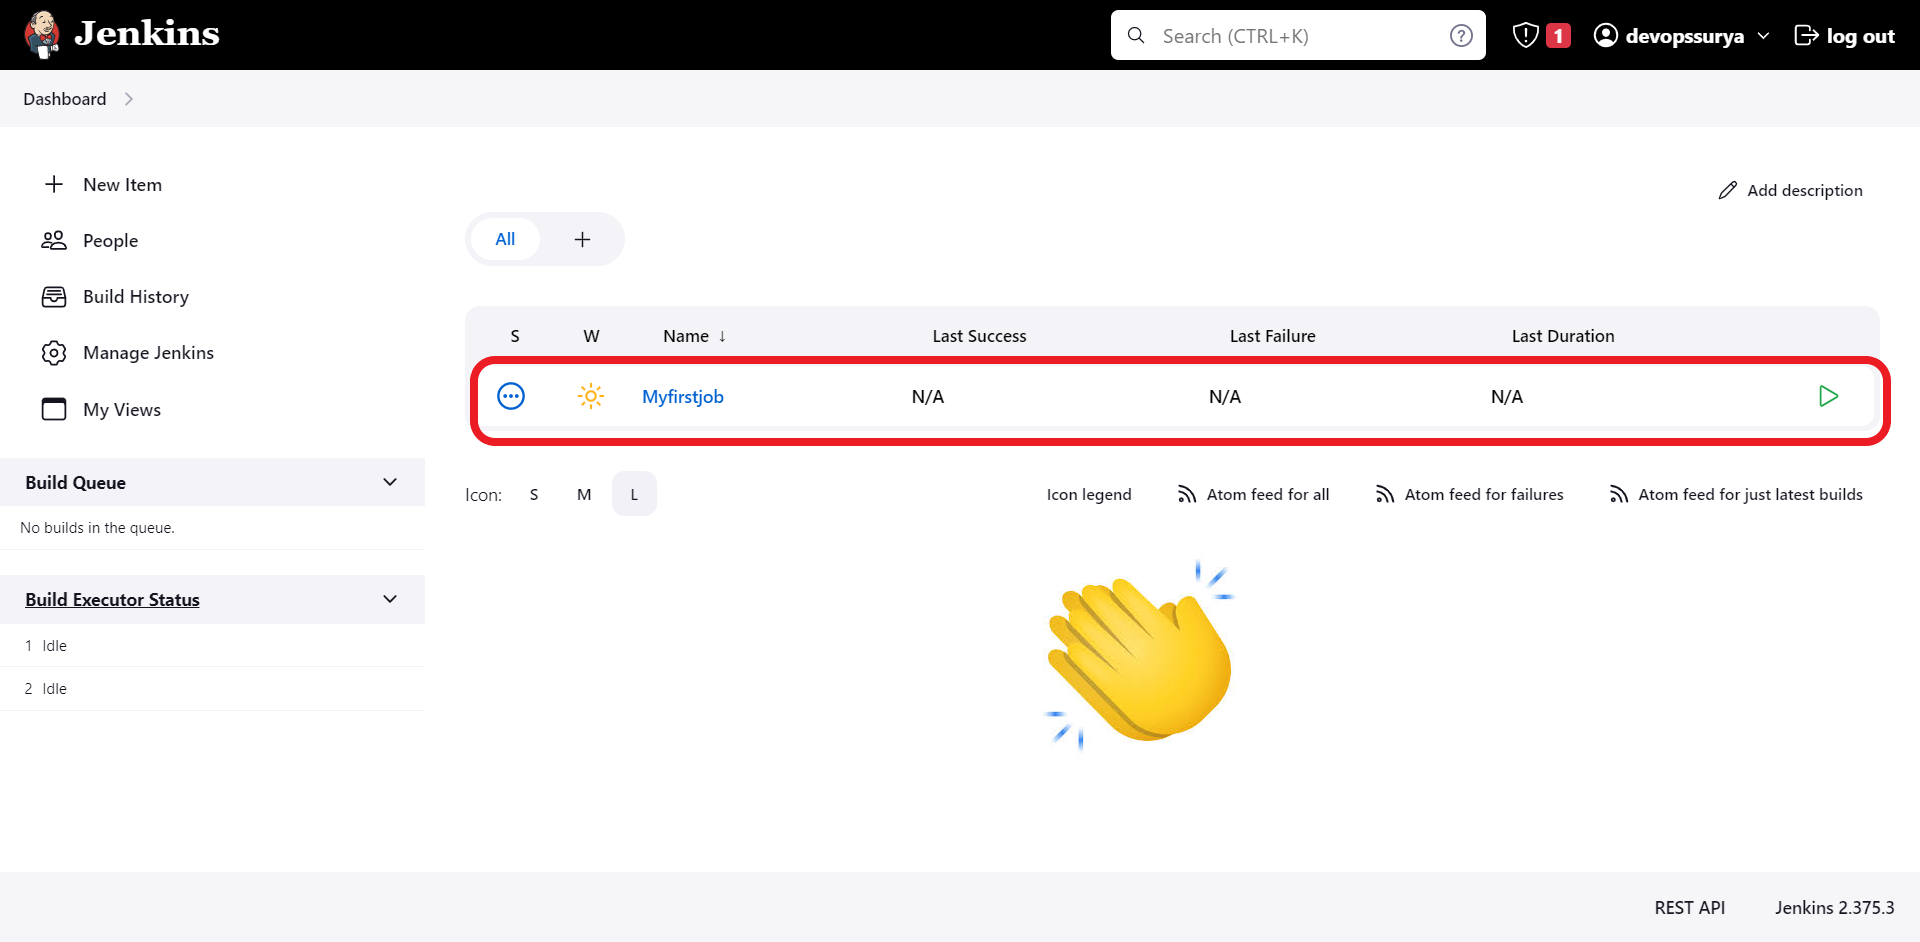 Jenkins
Search (CTRL+K)
1
devopssurya
log out
Dashboard
New Item
People
Build History
Manage Jenkins
My Views
Build Queue
No builds in the queue.
Build Executor Status
1 Idle
2 Idle
Add description
All
S W Name ↓ Last Success Last Failure Last Duration
Myfirstjob N/A N/A N/A
Icon: S M L
Icon legend Atom feed for all Atom feed for failures Atom feed for just latest builds
REST API Jenkins 2.375.3